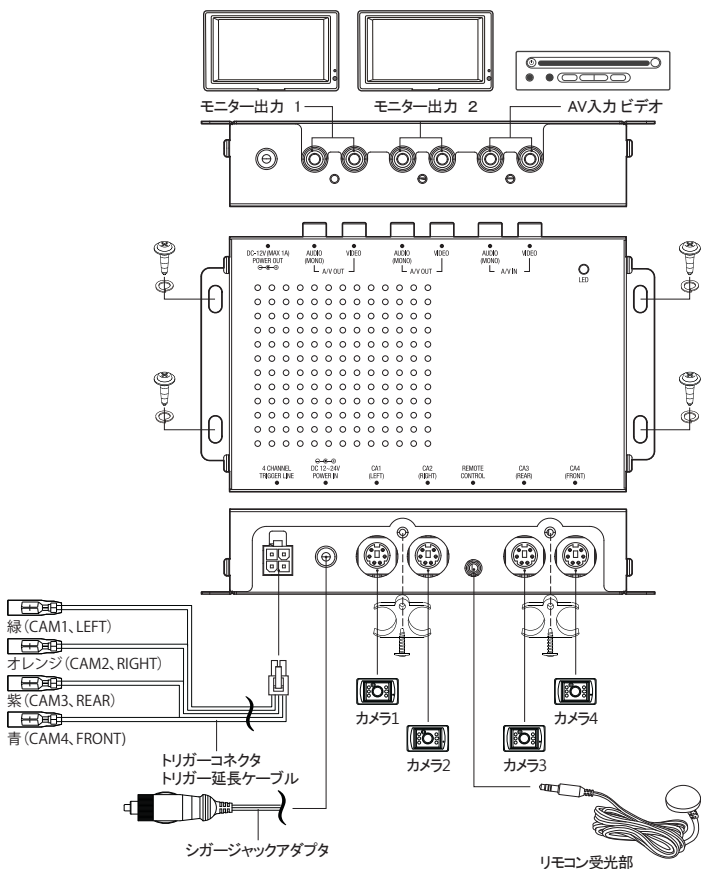 モニター出力 1
モニター出力 2
AV入力 ビデオ
DC-12V (MAX 1A)
POWER OUT
AUDIO
(MONO)
VIDEO
A/V OUT
AUDIO
(MONO)
VIDEO
A/V OUT
AUDIO
(MONO)
VIDEO
A/V IN
LED
4 CHANNEL
TRIGGER LINE
DC 12~24V
POWER IN
CA1
(LEFT)
CA2
(RIGHT)
REMOTE
CONTROL
CA3
(REAR)
CA4
(FRONT)
緑(CAM1、LEFT)
オレンジ(CAM2、RIGHT)
紫(CAM3、REAR)
青(CAM4、FRONT)
トリガーコネクタ
トリガー延長ケーブル
シガージャックアダプタ
カメラ1
カメラ2
カメラ3
カメラ4
リモコン受光部